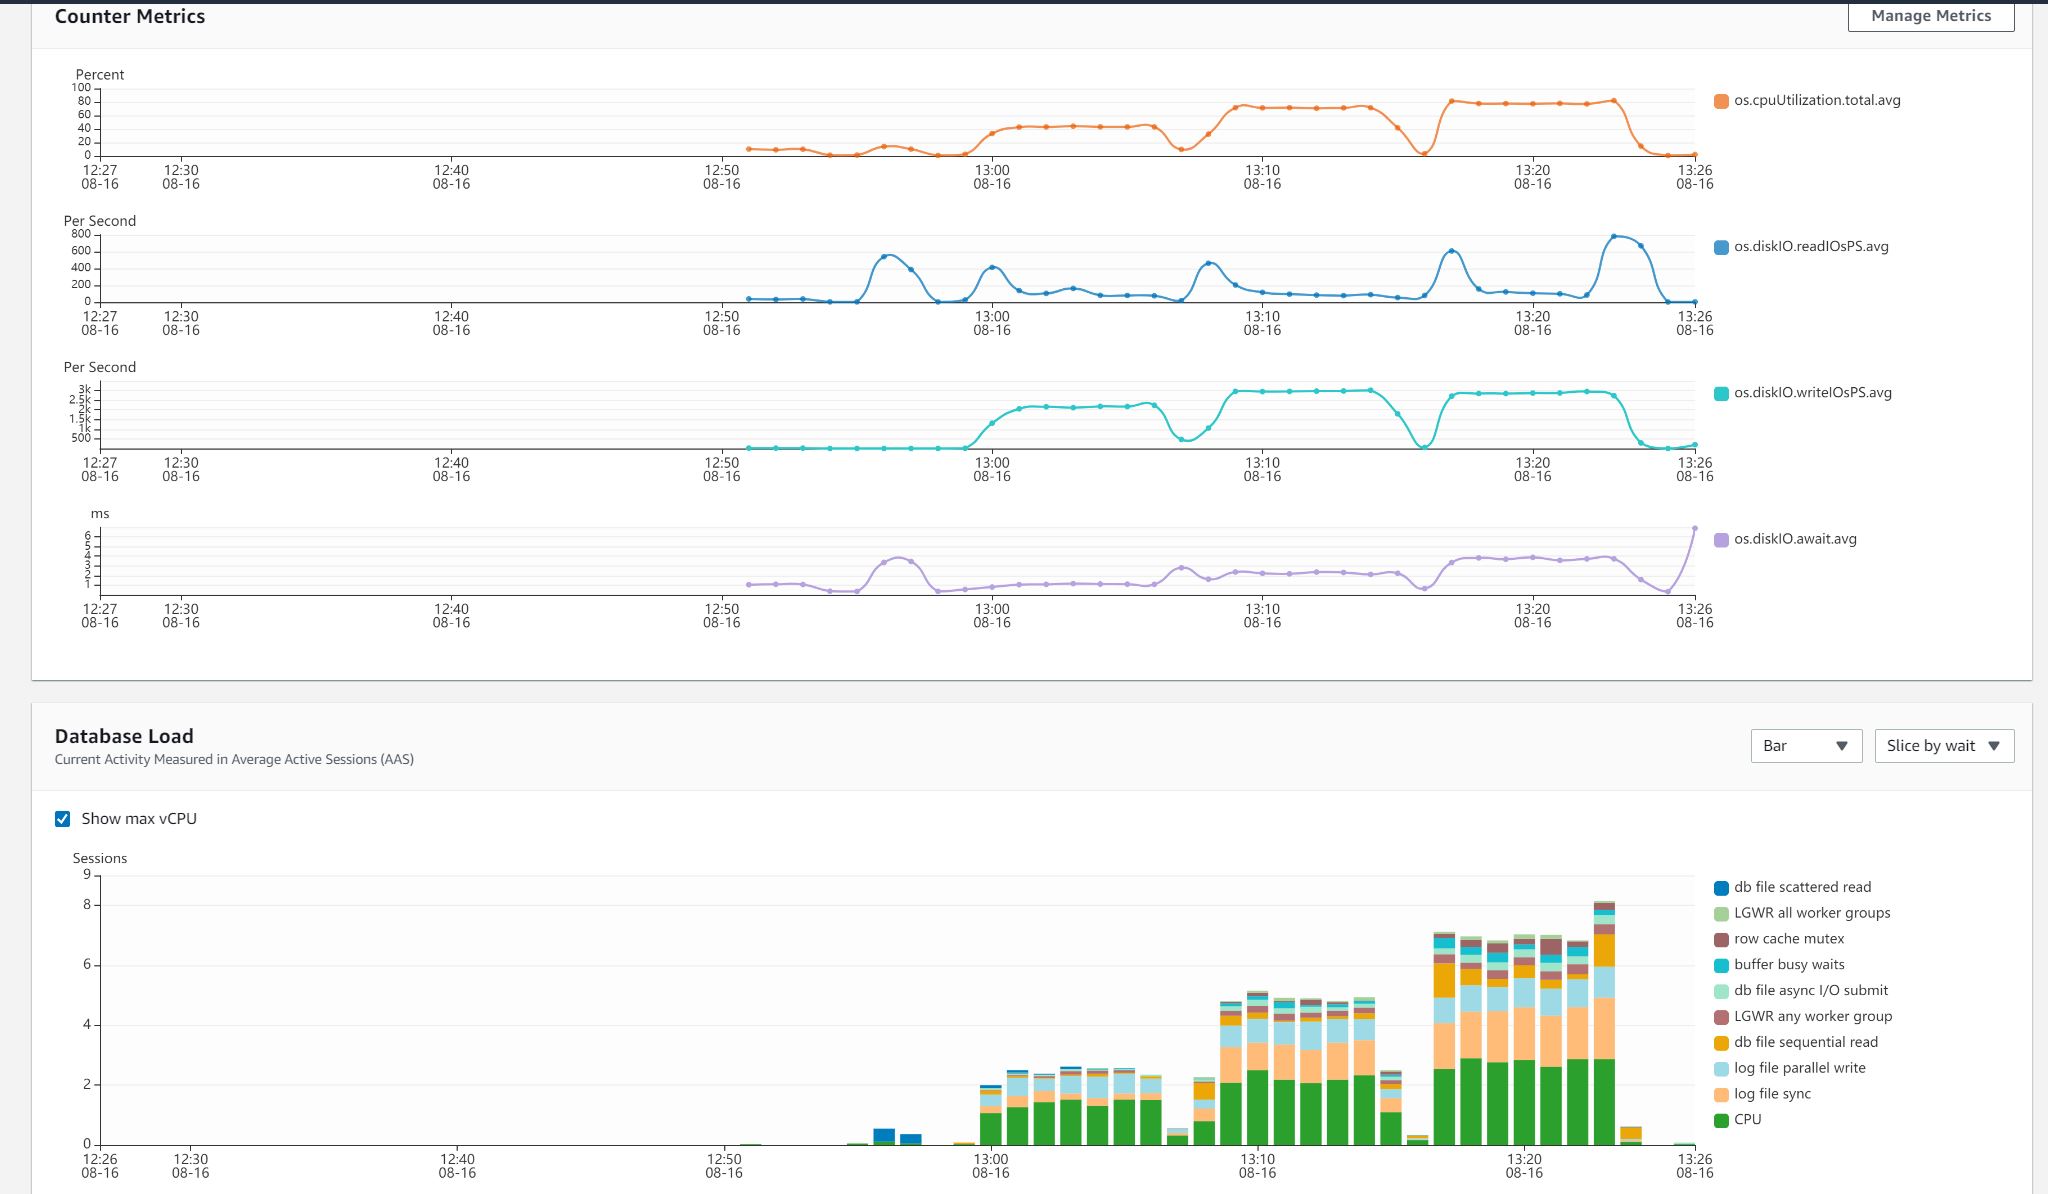 Counter Metrics
Manage Metrics
Percent
100
80
60
40
20
0
12:27 12:30 12:40 12:50 13:00 13:10 13:20 13:26
08-16 08-16 08-16 08-16 08-16 08-16 08-16 08-16
os.cpuUtilization.total.avg
Per Second
800
600
400
200
0
12:27 12:30 12:40 12:50 13:00 13:10 13:20 13:26
08-16 08-16 08-16 08-16 08-16 08-16 08-16 08-16
os.diskIO.readIOsPS.avg
Per Second
3k
2.5k
2k
1.5k
1k
500
12:27 12:30 12:40 12:50 13:00 13:10 13:20 13:26
08-16 08-16 08-16 08-16 08-16 08-16 08-16 08-16
os.diskIO.writeIOsPS.avg
ms
6
5
4
3
2
1
12:27 12:30 12:40 12:50 13:00 13:10 13:20 13:26
08-16 08-16 08-16 08-16 08-16 08-16 08-16 08-16
os.diskIO.await.avg
Database Load
Current Activity Measured in Average Active Sessions (AAS)
Bar
Slice by wait
Show max vCPU
Sessions
9
8
6
4
2
0
12:26 12:30 12:40 12:50 13:00 13:10 13:20 13:26
08-16 08-16 08-16 08-16 08-16 08-16 08-16 08-16
db file scattered read
LGWR all worker groups
row cache mutex
buffer busy waits
db file async I/O submit
LGWR any worker group
db file sequential read
log file parallel write
log file sync
CPU